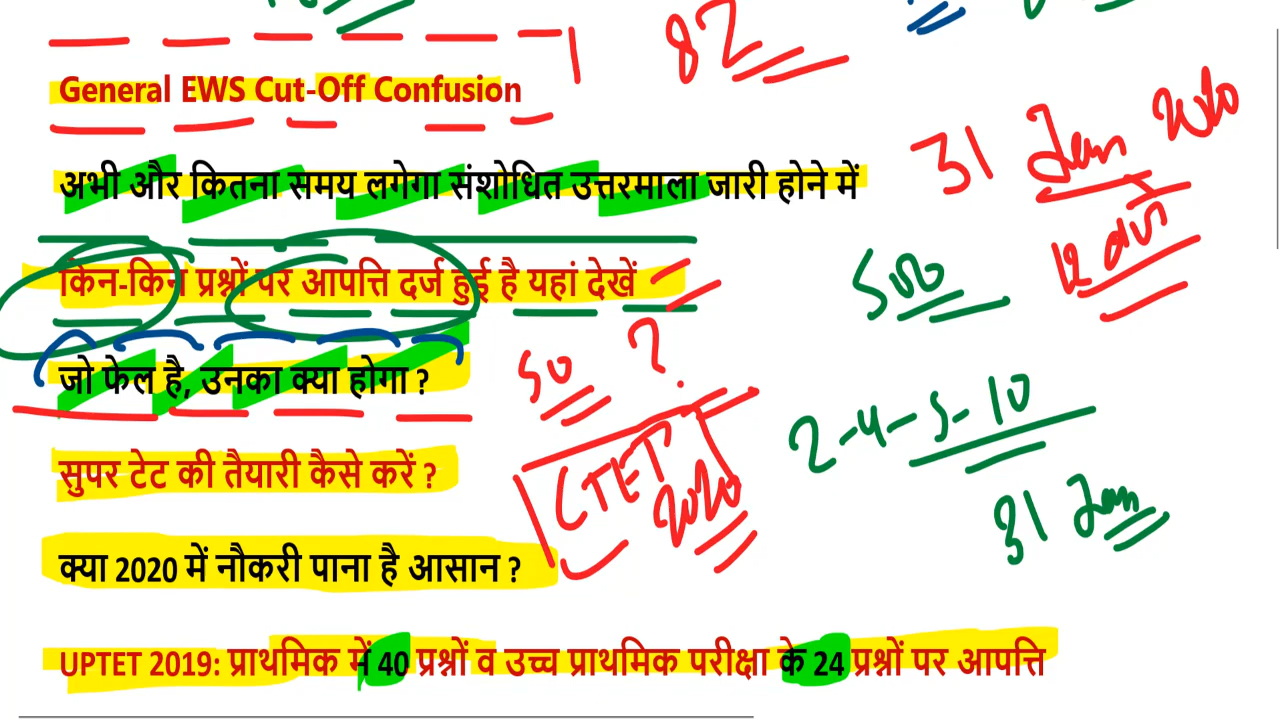 General EWS Cut-Off Confusion
82
31 Jan 2020
अभी और कितना समय लगेगा संशोधित उत्तरमाला जारी होने में
12 बजे
500
किन-किन प्रश्नों पर आपत्ति दर्ज हुई है यहां देखें
50 ?
जो फेल है, उनका क्या होगा ?
2-4-5-10
सुपर टेट की तैयारी कैसे करें ?
CTET
2020
31 Jan
क्या 2020 में नौकरी पाना है आसान ?
UPTET 2019: प्राथमिक में 40 प्रश्नों व उच्च प्राथमिक परीक्षा के 24 प्रश्नों पर आपत्ति